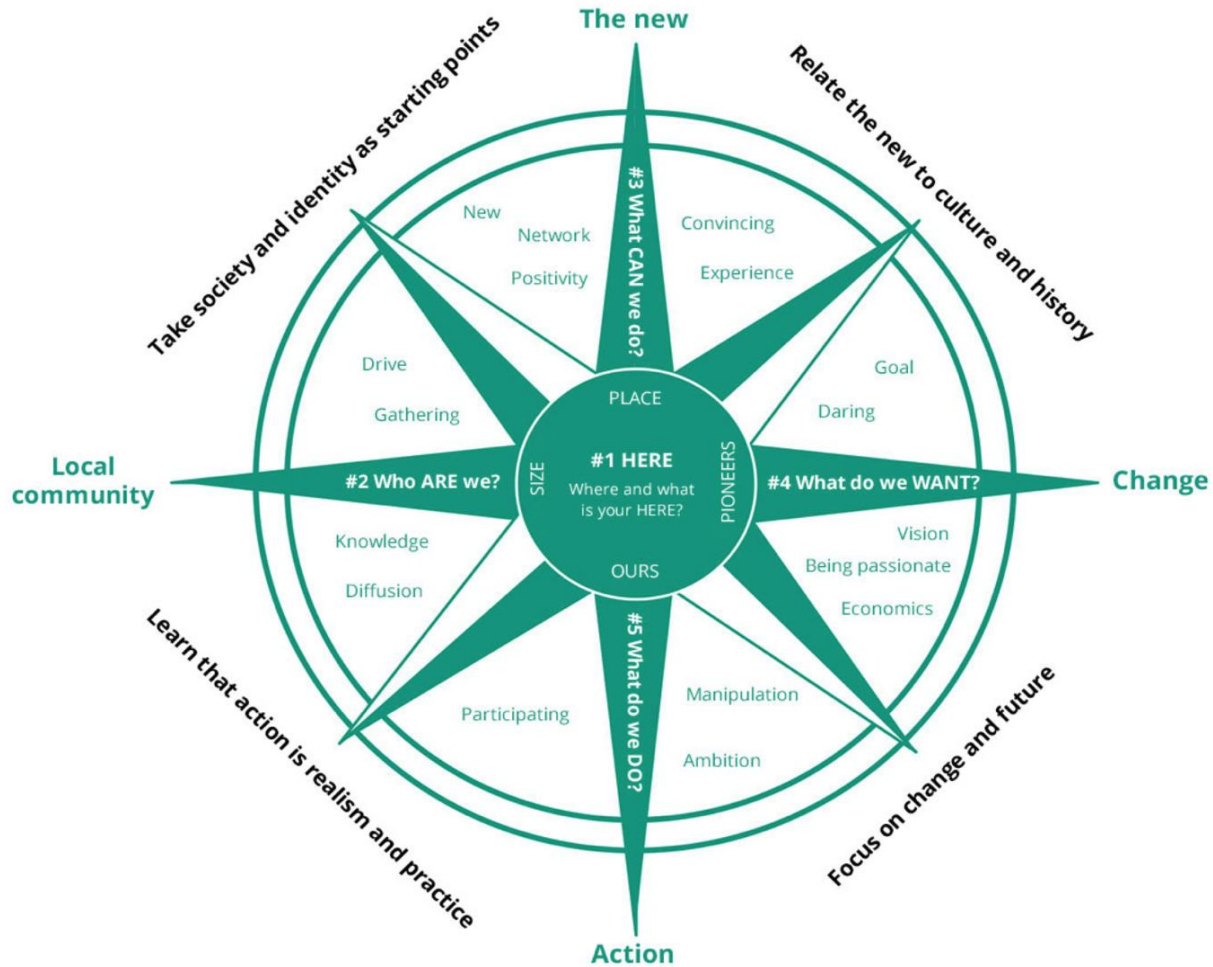 The new
Take society and identity as starting points
Relate the new to culture and history
#3 What CAN we do?
New
Network
Positivity
Convincing
Experience
Drive
Gathering
Goal
Daring
PLACE
Local
community
#2 Who ARE we?
SIZE
#1 HERE
Where and what
is your HERE?
PIONEERS
#4 What do we WANT?
Change
OURS
Knowledge
Diffusion
Vision
Being passionate
Economics
#5 What do we DO?
Participating
Manipulation
Ambition
Learn that action is realism and practice
Focus on change and future
Action